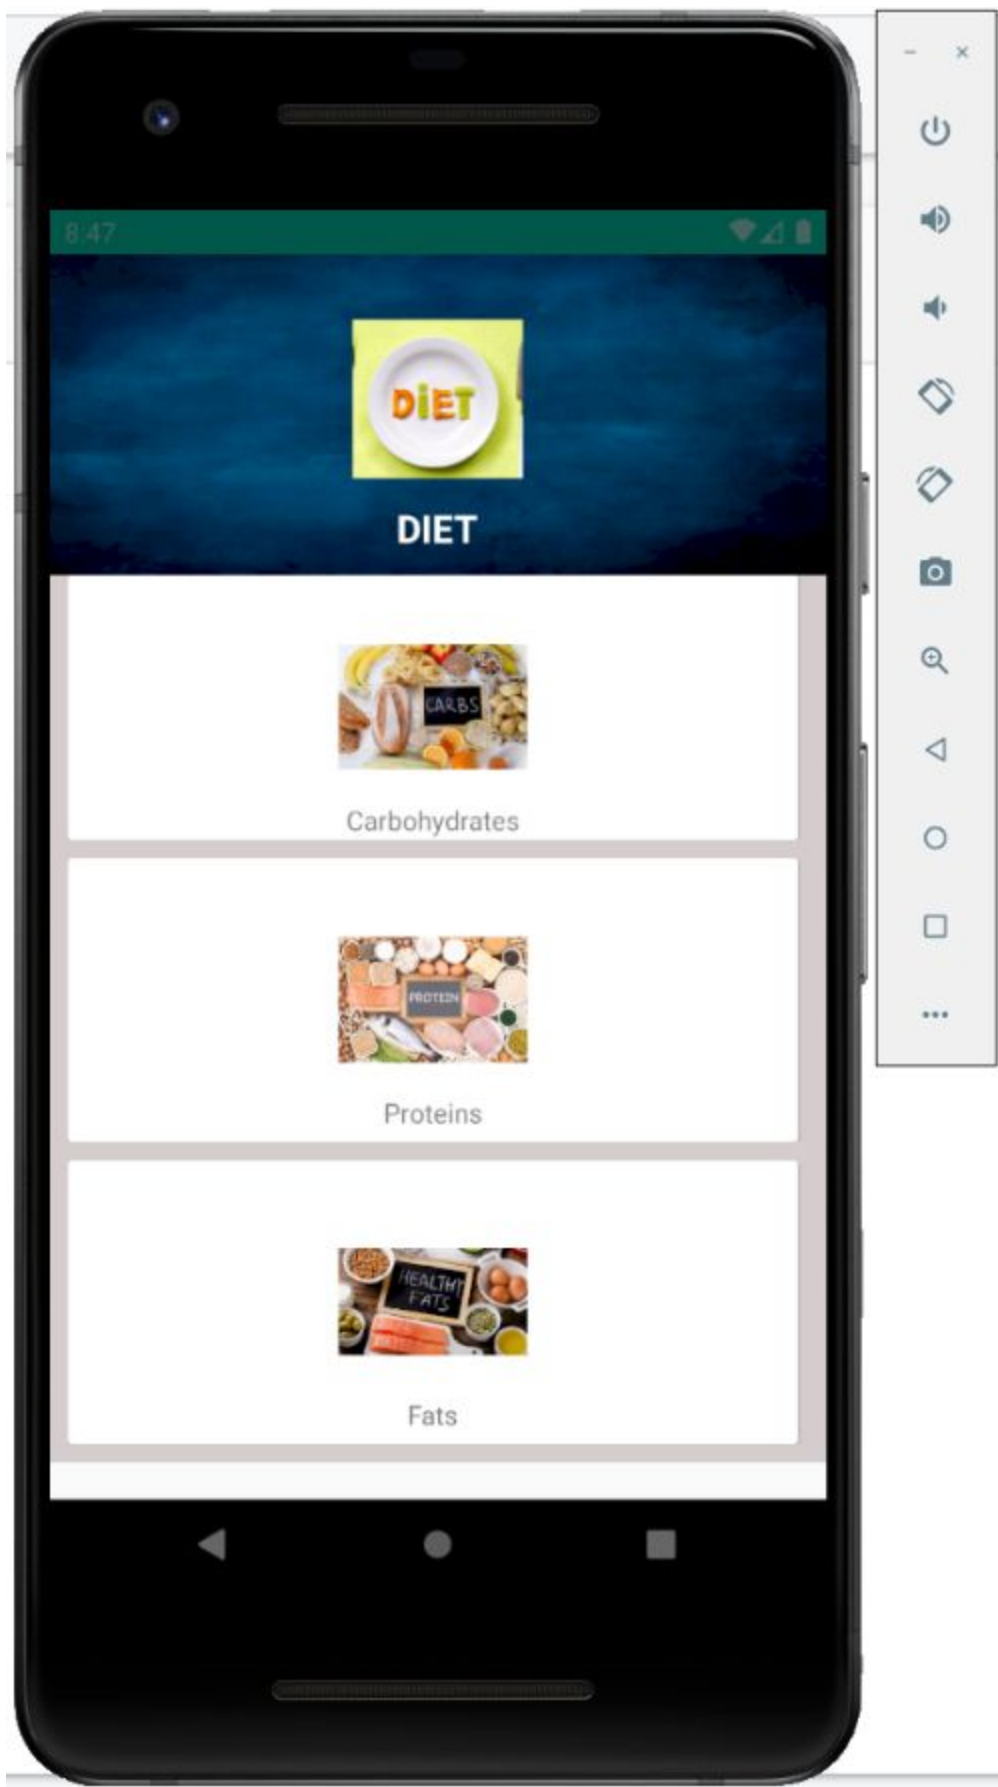 8:47
DiET
DIET
CARBS
Carbohydrates
PROTEIN
Proteins
HEALTHY
FATS
Fats